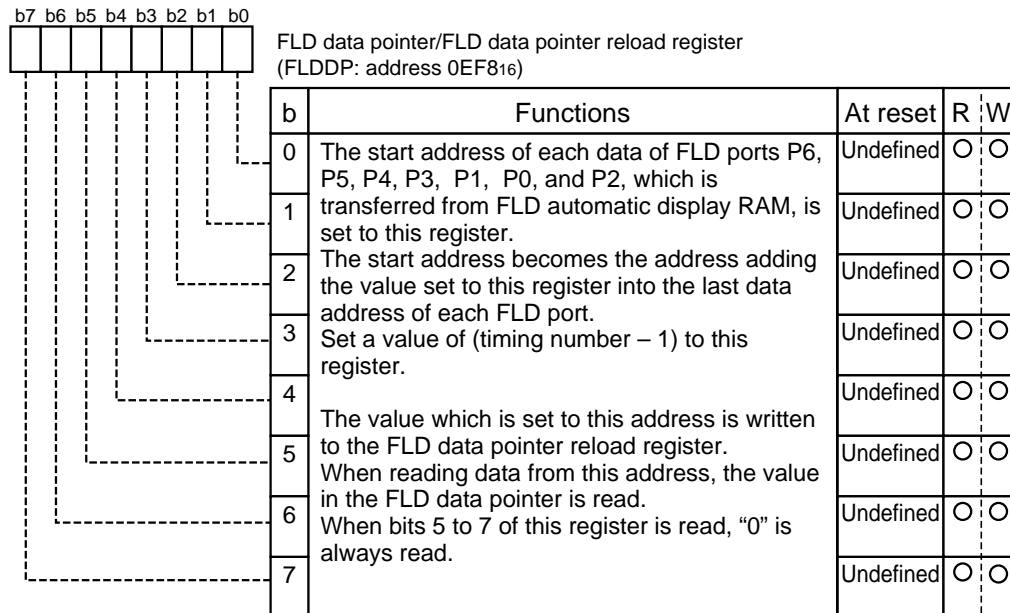 b7 b6 b5 b4 b3 b2 b1 b0
FLD data pointer/FLD data pointer reload register
(FLDDP: address 0EF816)
b Functions At reset R W
0 The start address of each data of FLD ports P6, Undefined O O
P5, P4, P3, P1, P0, and P2, which is
1 transferred from FLD automatic display RAM, is Undefined O O
set to this register.
2 The start address becomes the address adding Undefined O O
the value set to this register into the last data
address of each FLD port.
3 Set a value of (timing number – 1) to this Undefined O O
register.
4 Undefined O O
The value which is set to this address is written
5 to the FLD data pointer reload register. Undefined O O
When reading data from this address, the value
6 in the FLD data pointer is read. Undefined O O
When bits 5 to 7 of this register is read, “0” is
always read.
7 Undefined O O